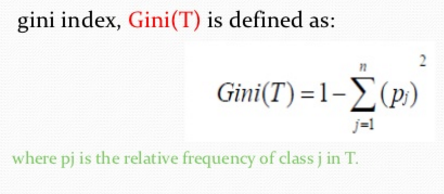 gini index, Gini(T) is defined as:
Gini(T) = 1 − ∑_{j=1}^{n} (pj)²
where pj is the relative frequency of class j in T.